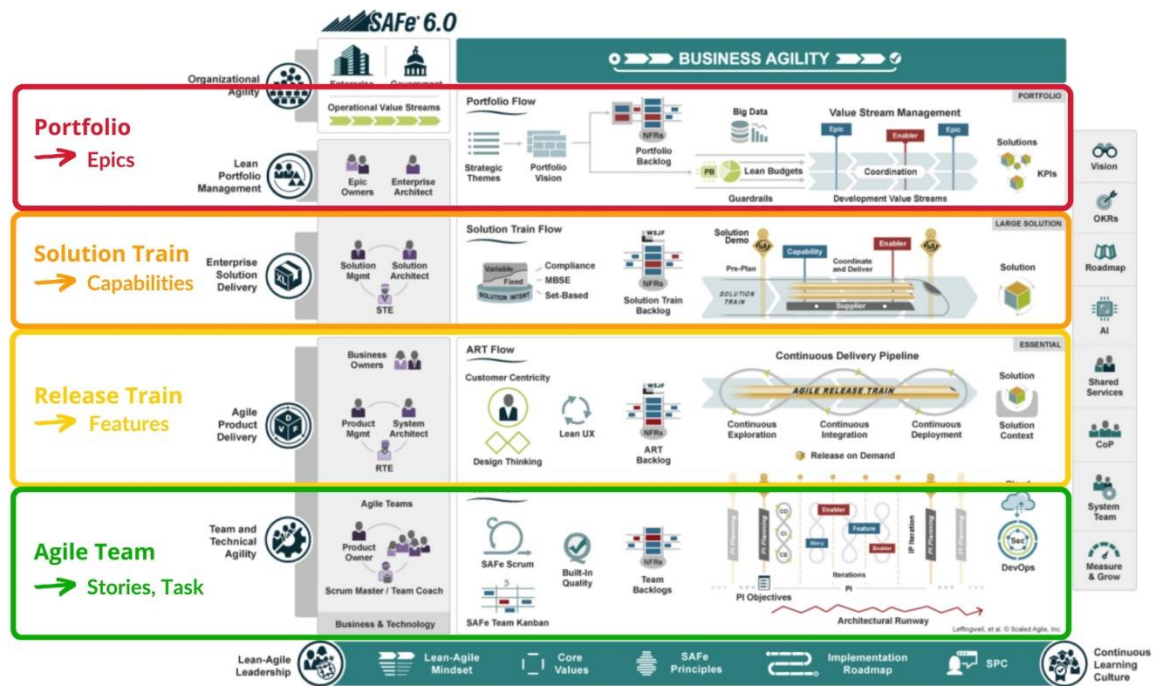 SAFe® 6.0
BUSINESS AGILITY
Organizational
Agility
Enterprise
Government
Operational Value Streams
Portfolio
Epics
Lean
Portfolio
Management
Epic
Owners
Enterprise
Architect
PORTFOLIO
Portfolio Flow
Strategic
Themes
Portfolio
Vision
NFRs
Portfolio
Backlog
Big Data
PB
Lean Budgets
Guardrails
Value Stream Management
Epic
Enabler
Epic
Coordination
Development Value Streams
Solutions
KPIs
Solution Train
Capabilities
Enterprise
Solution
Delivery
Solution
Mgmt
Solution
Architect
STE
LARGE SOLUTION
Solution Train Flow
Variable
Fixed
SOLUTION INTENT
Compliance
MBSE
Set-Based
WSJF
NFRs
Solution Train
Backlog
Solution
Demo
Pre-Plan
Capability
Enabler
Coordinate
and Deliver
SOLUTION
TRAIN
Supplier
Solution
Release Train
Features
Agile
Product
Delivery
Business
Owners
Product
Mgmt
System
Architect
RTE
ESSENTIAL
ART Flow
Customer Centricity
Design Thinking
Lean UX
WSJF
NFRs
ART
Backlog
Continuous Delivery Pipeline
AGILE RELEASE TRAIN
Continuous
Exploration
Continuous
Integration
Continuous
Deployment
Release on Demand
Solution
Solution
Context
Agile Team
Stories, Task
Team and
Technical
Agility
Agile Teams
Product
Owner
Scrum Master / Team Coach
Business & Technology
SAFe Scrum
SAFe Team Kanban
Built-In
Quality
NFRs
Team
Backlogs
PI Planning
PI Planning
CD
CI
CE
Enabler
Story
Feature
Enabler
IP Iteration
PI Planning
PI Planning
Iterations
PI
PI
PI
PI Objectives
Architectural Runway
Sec
DevOps
Leffingwell, et al. © Scaled Agile, Inc.
Vision
OKRs
Roadmap
AI
Shared
Services
CoP
System
Team
Measure
& Grow
Lean-Agile
Leadership
Lean-Agile
Mindset
Core
Values
SAFe
Principles
Implementation
Roadmap
SPC
Continuous
Learning
Culture